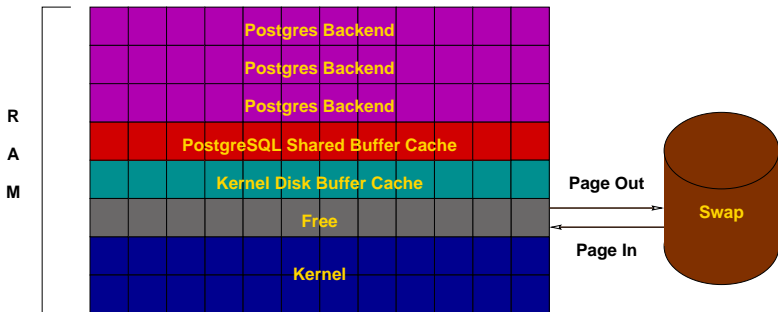 Postgres Backend
Postgres Backend
Postgres Backend
PostgreSQL Shared Buffer Cache
Kernel Disk Buffer Cache
Free
Kernel
R
A
M
Page Out
Page In
Swap